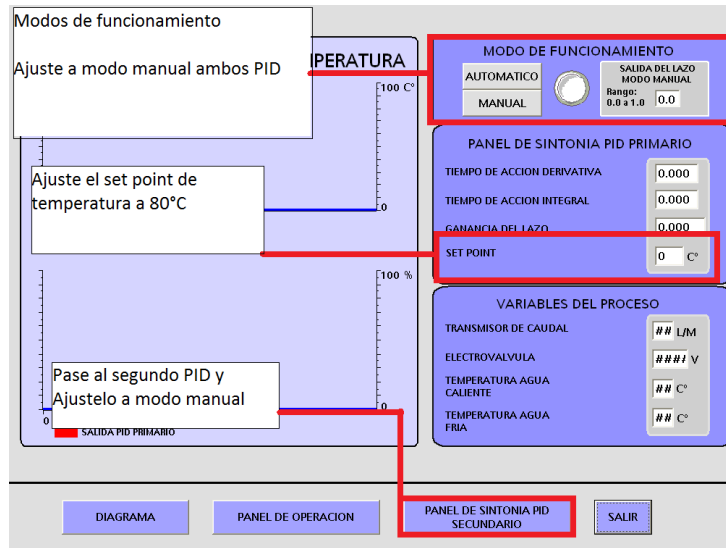 Modos de funcionamiento
Ajuste a modo manual ambos PID
PERATURA
100 C°
0
Ajuste el set point de
temperatura a 80°C
100 %
0
Pase al segundo PID y
Ajustelo a modo manual
0
SALIDA PID PRIMARIO
MODO DE FUNCIONAMIENTO
AUTOMATICO
MANUAL
SALIDA DEL LAZO
MODO MANUAL
Rango:
0.0 a 1.0
0.0
PANEL DE SINTONIA PID PRIMARIO
TIEMPO DE ACCION DERIVATIVA
0.000
TIEMPO DE ACCION INTEGRAL
0.000
GANANCIA DEL LAZO
0.000
SET POINT
0 C°
VARIABLES DEL PROCESO
TRANSMISOR DE CAUDAL
## L/M
ELECTROVALVULA
###/ V
TEMPERATURA AGUA
CALIENTE
## C°
TEMPERATURA AGUA
FRIA
## C°
DIAGRAMA
PANEL DE OPERACION
PANEL DE SINTONIA PID
SECUNDARIO
SALIR